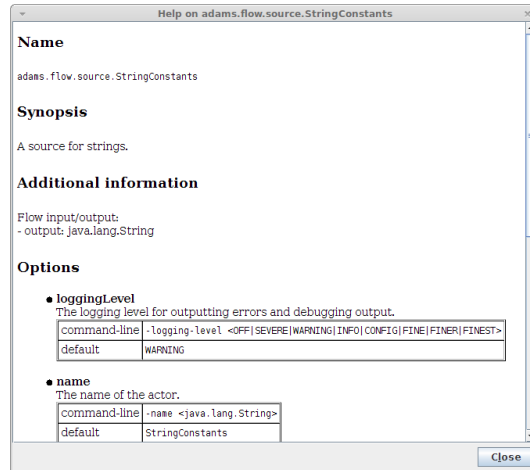 Help on adams.flow.source.StringConstants
Name
adams.flow.source.StringConstants
Synopsis
A source for strings.
Additional information
Flow input/output:
- output: java.lang.String
Options
loggingLevel
The logging level for outputting errors and debugging output.
command-line -logging-level <OFF|SEVERE|WARNING|INFO|CONFIG|FINE|FINER|FINEST>
default WARNING
name
The name of the actor.
command-line -name <java.lang.String>
default StringConstants
Close